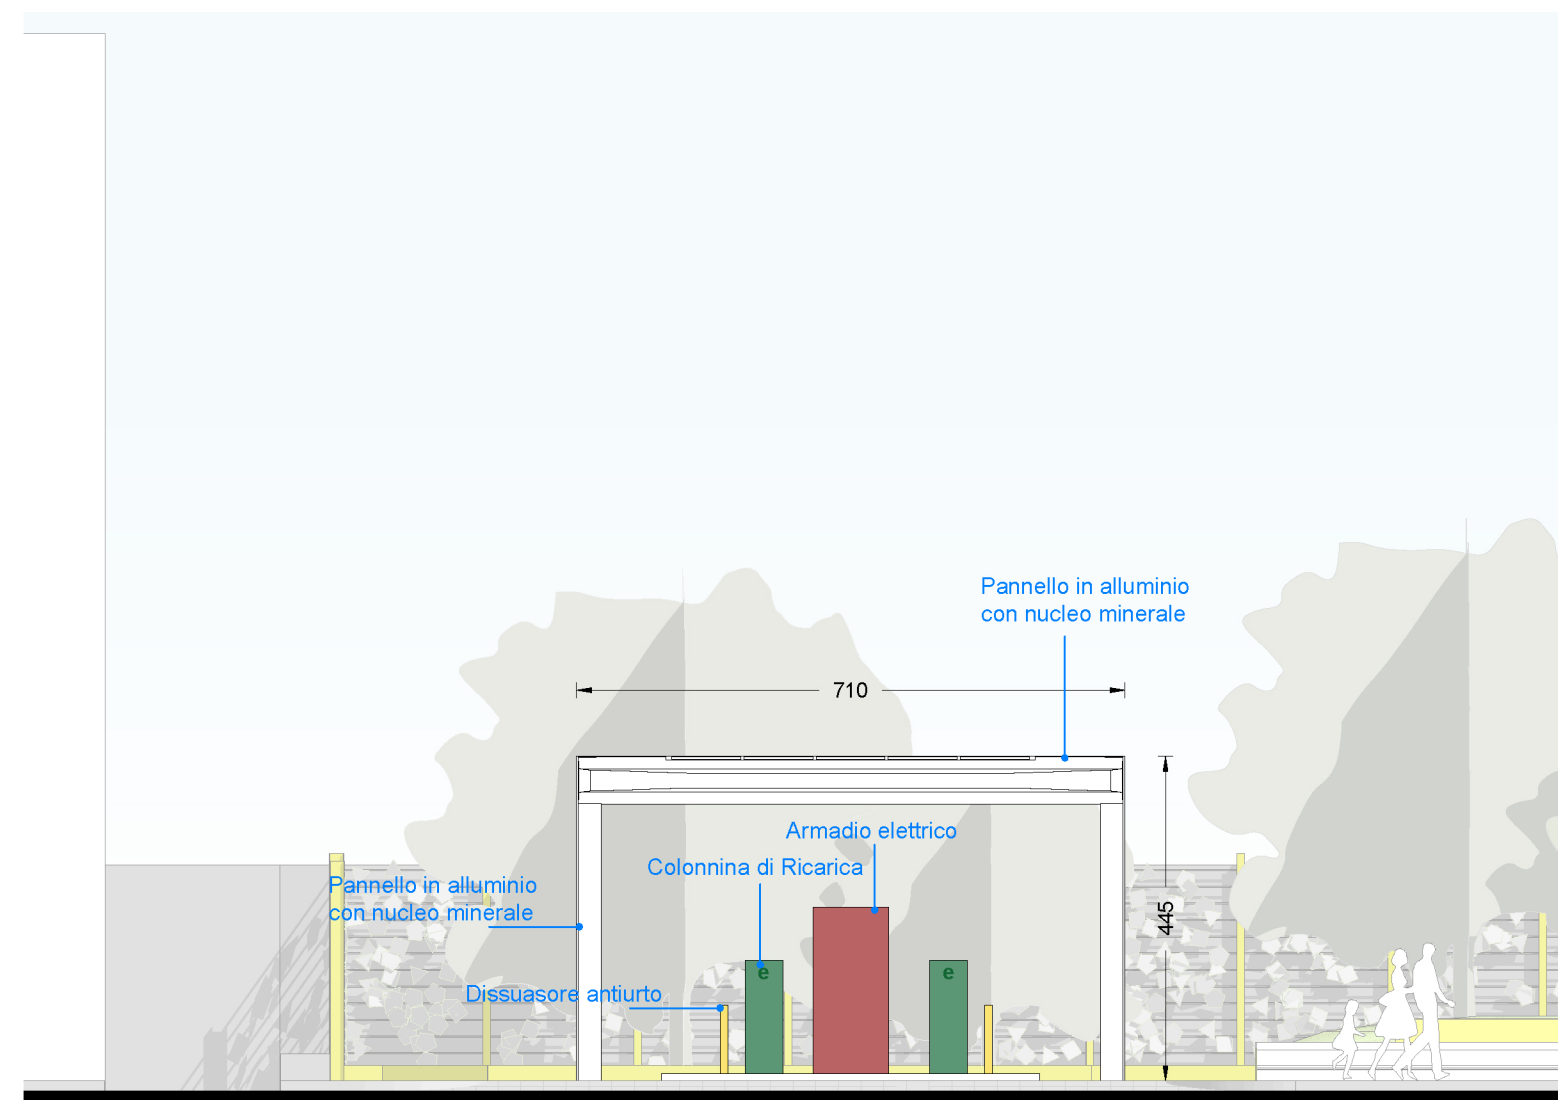 Pannello in alluminio
con nucleo minerale
710
Armadio elettrico
Colonnina di Ricarica
Pannello in alluminio
con nucleo minerale
445
e
e
Dissuasore antiurto